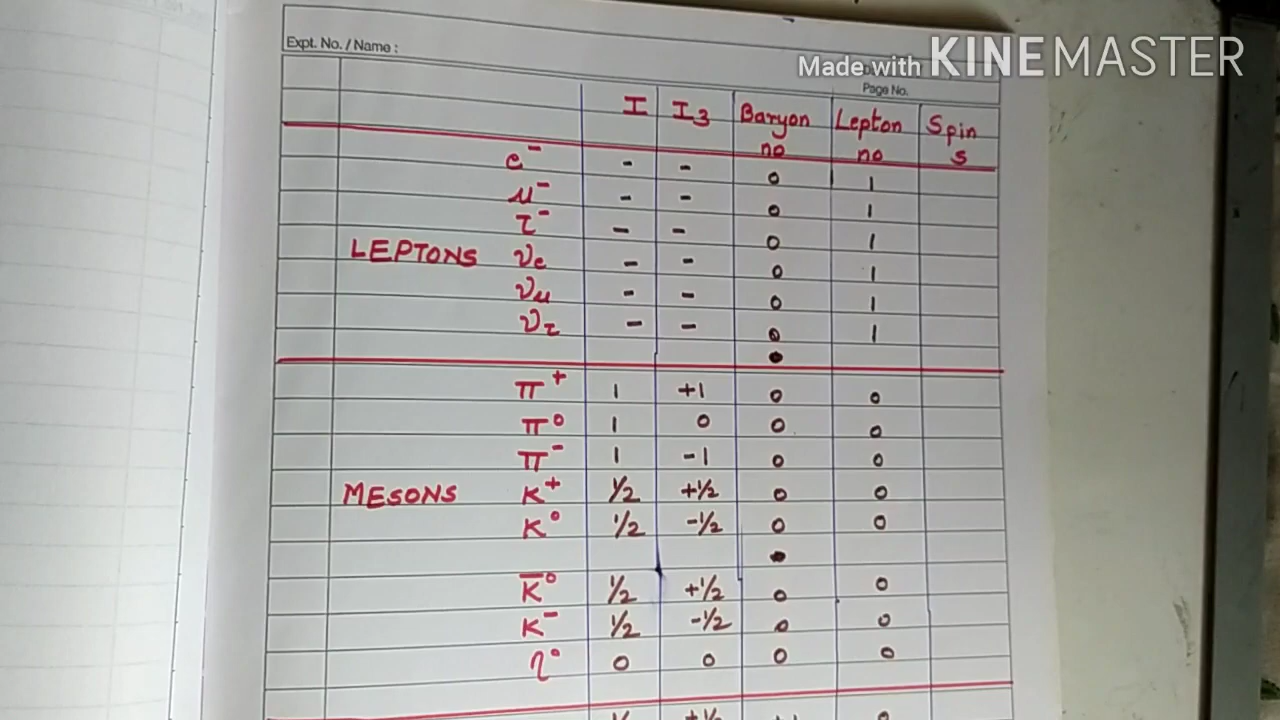 Made with KINEMASTER
Expt. No. / Name :
Page No.
I I3 Baryon no Lepton no Spin s
e⁻ - - 0 1
μ⁻ - - 0 1
τ⁻ - - 0 1
LEPTONS νe - - 0 1
νμ - - 0 1
ντ - - 0 1
π⁺ 1 +1 0 0
π⁰ 1 0 0 0
π⁻ 1 -1 0 0
MESONS K⁺ 1/2 +1/2 0 0
K⁰ 1/2 -1/2 0 0
K̅⁰ 1/2 +1/2 0 0
K⁻ 1/2 -1/2 0 0
η⁰ 0 0 0 0